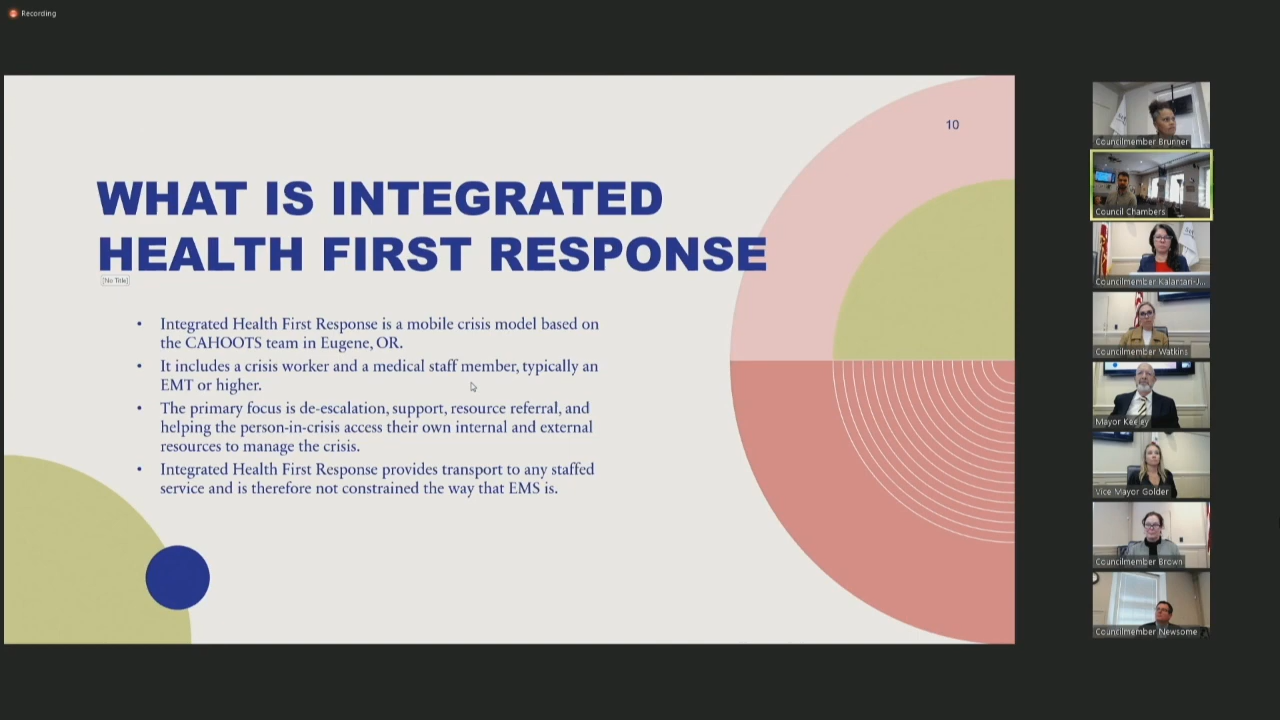 Recording
10
WHAT IS INTEGRATED
HEALTH FIRST RESPONSE
[No Title]
• Integrated Health First Response is a mobile crisis model based on
the CAHOOTS team in Eugene, OR.
• It includes a crisis worker and a medical staff member, typically an
EMT or higher.
• The primary focus is de-escalation, support, resource referral, and
helping the person-in-crisis access their own internal and external
resources to manage the crisis.
• Integrated Health First Response provides transport to any staffed
service and is therefore not constrained the way that EMS is.
Councilmember Brunner
Council Chambers
Councilmember Kalantari-J...
Councilmember Watkins
Mayor Keeley
Vice Mayor Golder
Councilmember Brown
Councilmember Newsome